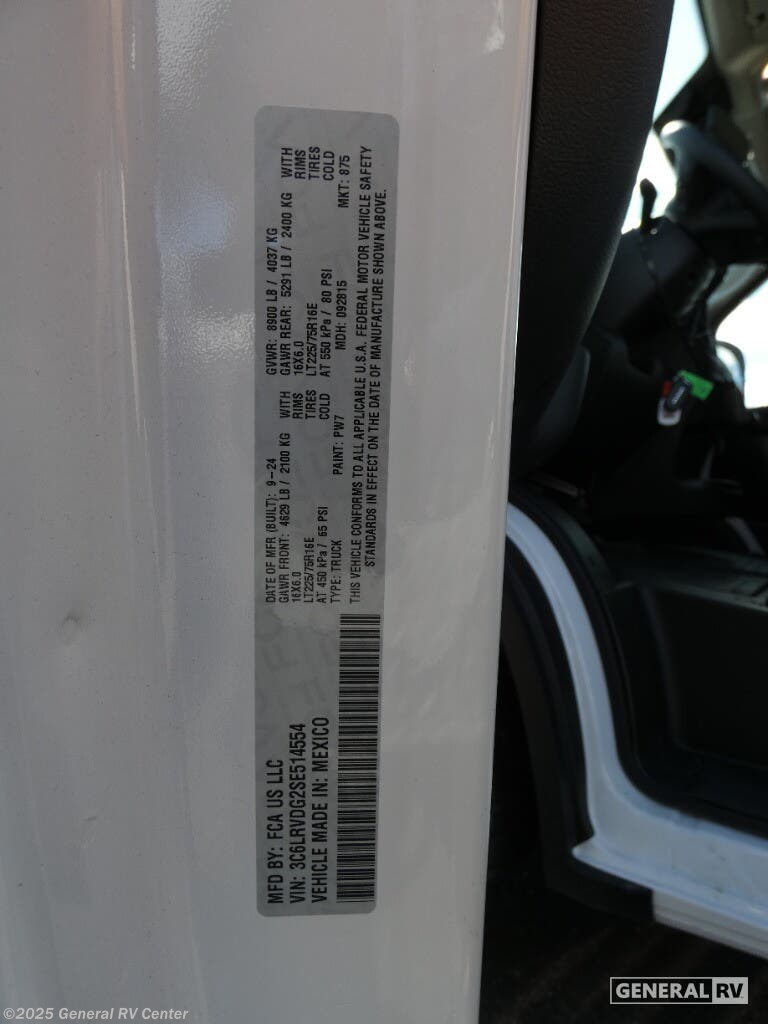 MFD BY: FCA US LLC
VIN: 3C6LRVDG2SE514554
VEHICLE MADE IN: MEXICO
DATE OF MFR (BUILT): 9-24 GVWR: 8900 LB / 4037 KG
GAWR FRONT: 4629 LB / 2100 KG WITH GAWR REAR: 5291 LB / 2400 KG WITH
16X6.0 RIMS 16X6.0 RIMS
LT225/75R16E TIRES LT225/75R16E TIRES
AT 450 kPa / 65 PSI COLD AT 550 kPa / 80 PSI COLD
TYPE: TRUCK PAINT: PW7 MDH: 092815 MKT: 875
THIS VEHICLE CONFORMS TO ALL APPLICABLE U.S.A. FEDERAL MOTOR VEHICLE SAFETY
STANDARDS IN EFFECT ON THE DATE OF MANUFACTURE SHOWN ABOVE.
GENERAL RV
©2025 General RV Center